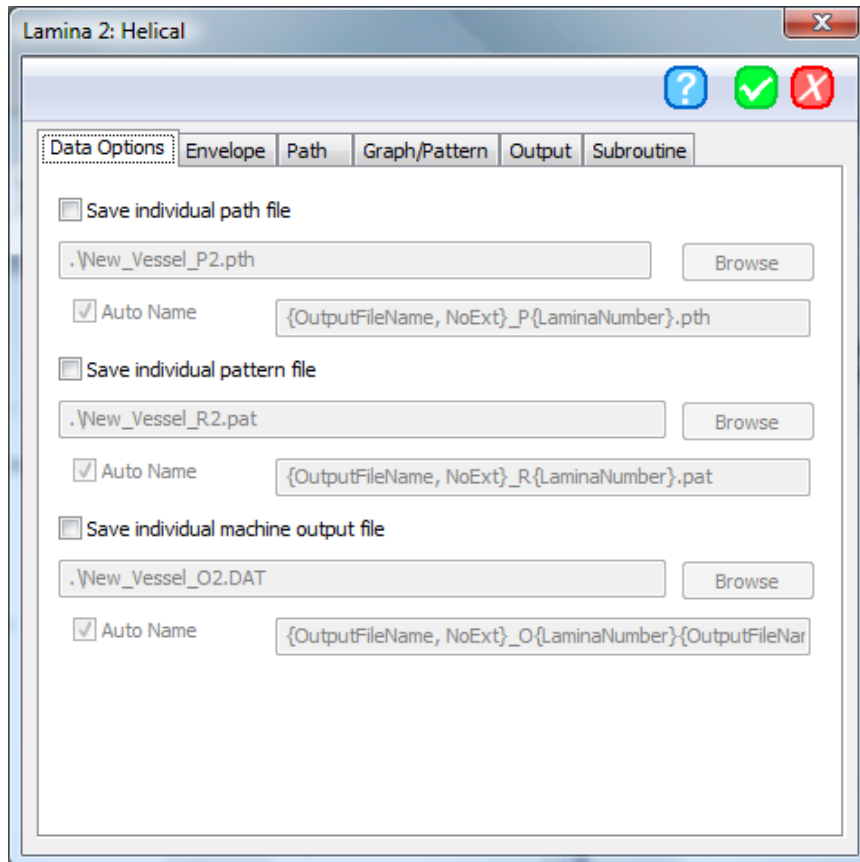 Lamina 2: Helical
Data Options Envelope Path Graph/Pattern Output Subroutine
Save individual path file
.\New_Vessel_P2.pth Browse
Auto Name {OutputFileName, NoExt}_P{LaminaNumber}.pth
Save individual pattern file
.\New_Vessel_R2.pat Browse
Auto Name {OutputFileName, NoExt}_R{LaminaNumber}.pat
Save individual machine output file
.\New_Vessel_O2.DAT Browse
Auto Name {OutputFileName, NoExt}_O{LaminaNumber}{OutputFileNar